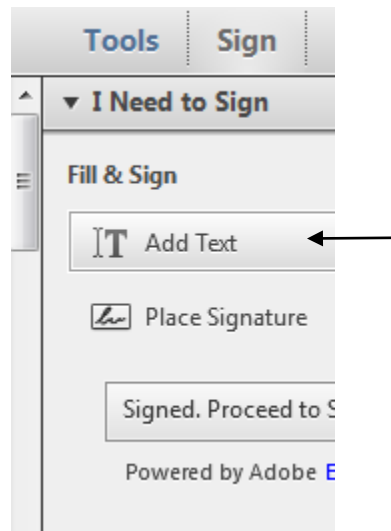 Tools Sign
I Need to Sign
Fill & Sign
T Add Text
Place Signature
Signed. Proceed to
Powered by Adobe